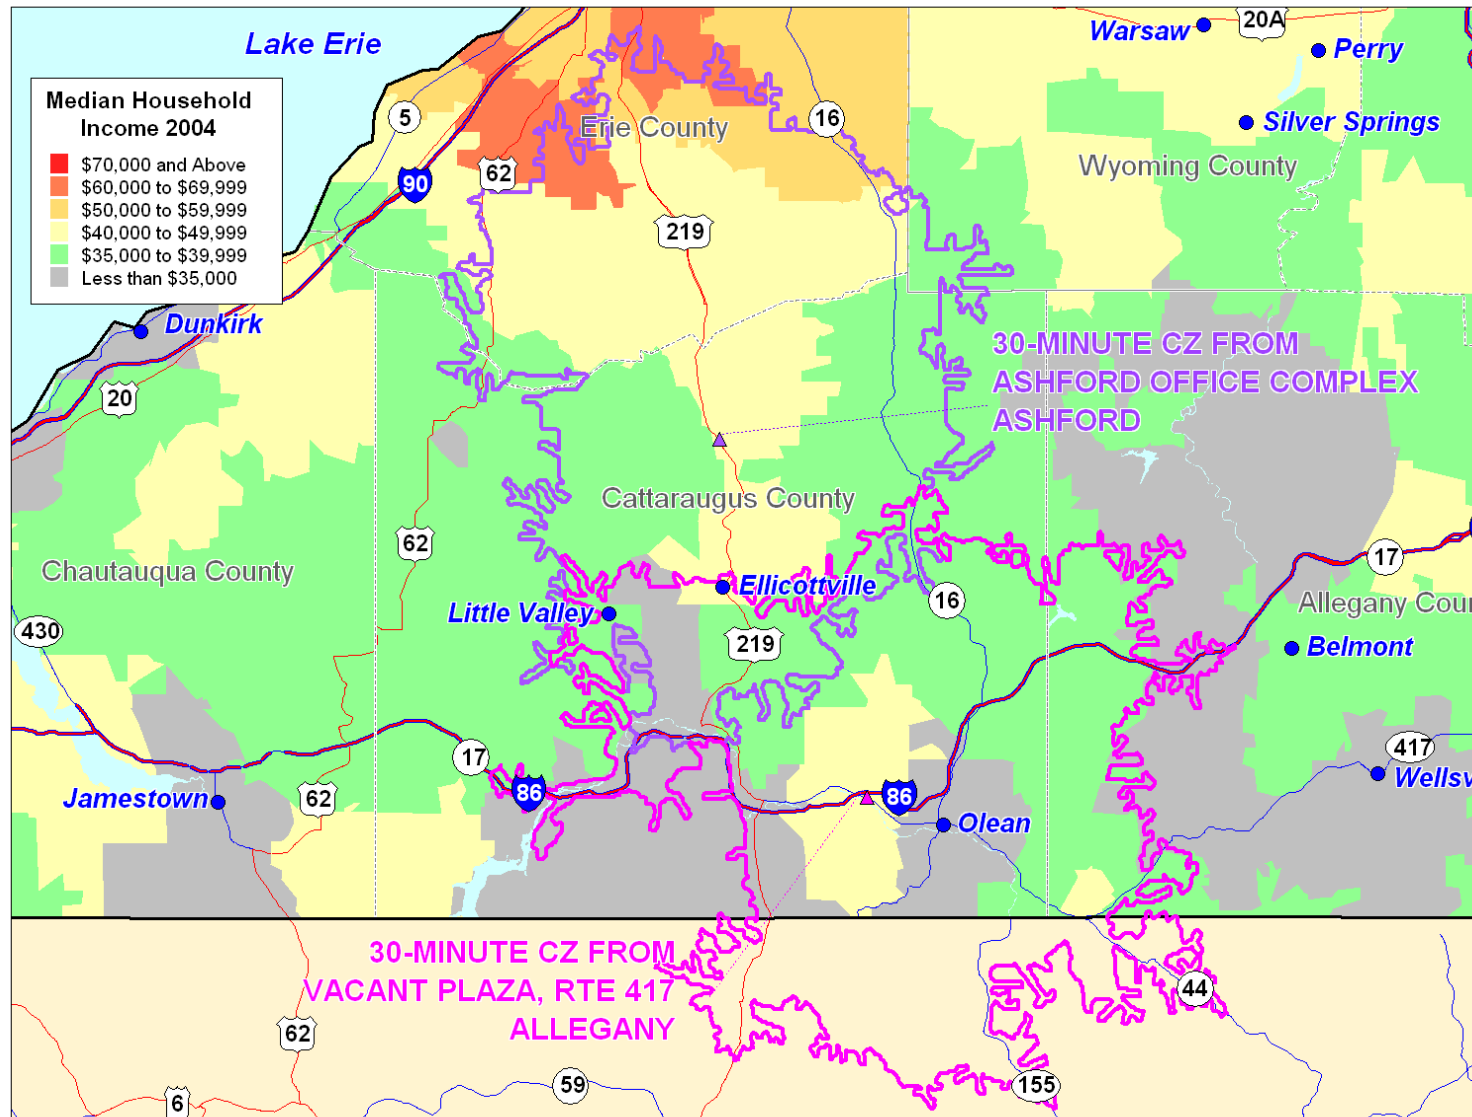 Lake Erie
Median Household
Income 2004
$70,000 and Above
$60,000 to $69,999
$50,000 to $59,999
$40,000 to $49,999
$35,000 to $39,999
Less than $35,000
5
90
62
Erie County
16
219
Warsaw
20A
Perry
Silver Springs
Wyoming County
Dunkirk
20
30-MINUTE CZ FROM
ASHFORD OFFICE COMPLEX
ASHFORD
Cattaraugus County
62
Chautauqua County
430
Ellicottville
Little Valley
219
16
17
Allegany Coun
Belmont
417
Wellsv
17
86
86
Jamestown
62
Olean
30-MINUTE CZ FROM
VACANT PLAZA, RTE 417
ALLEGANY
44
62
59
155
6